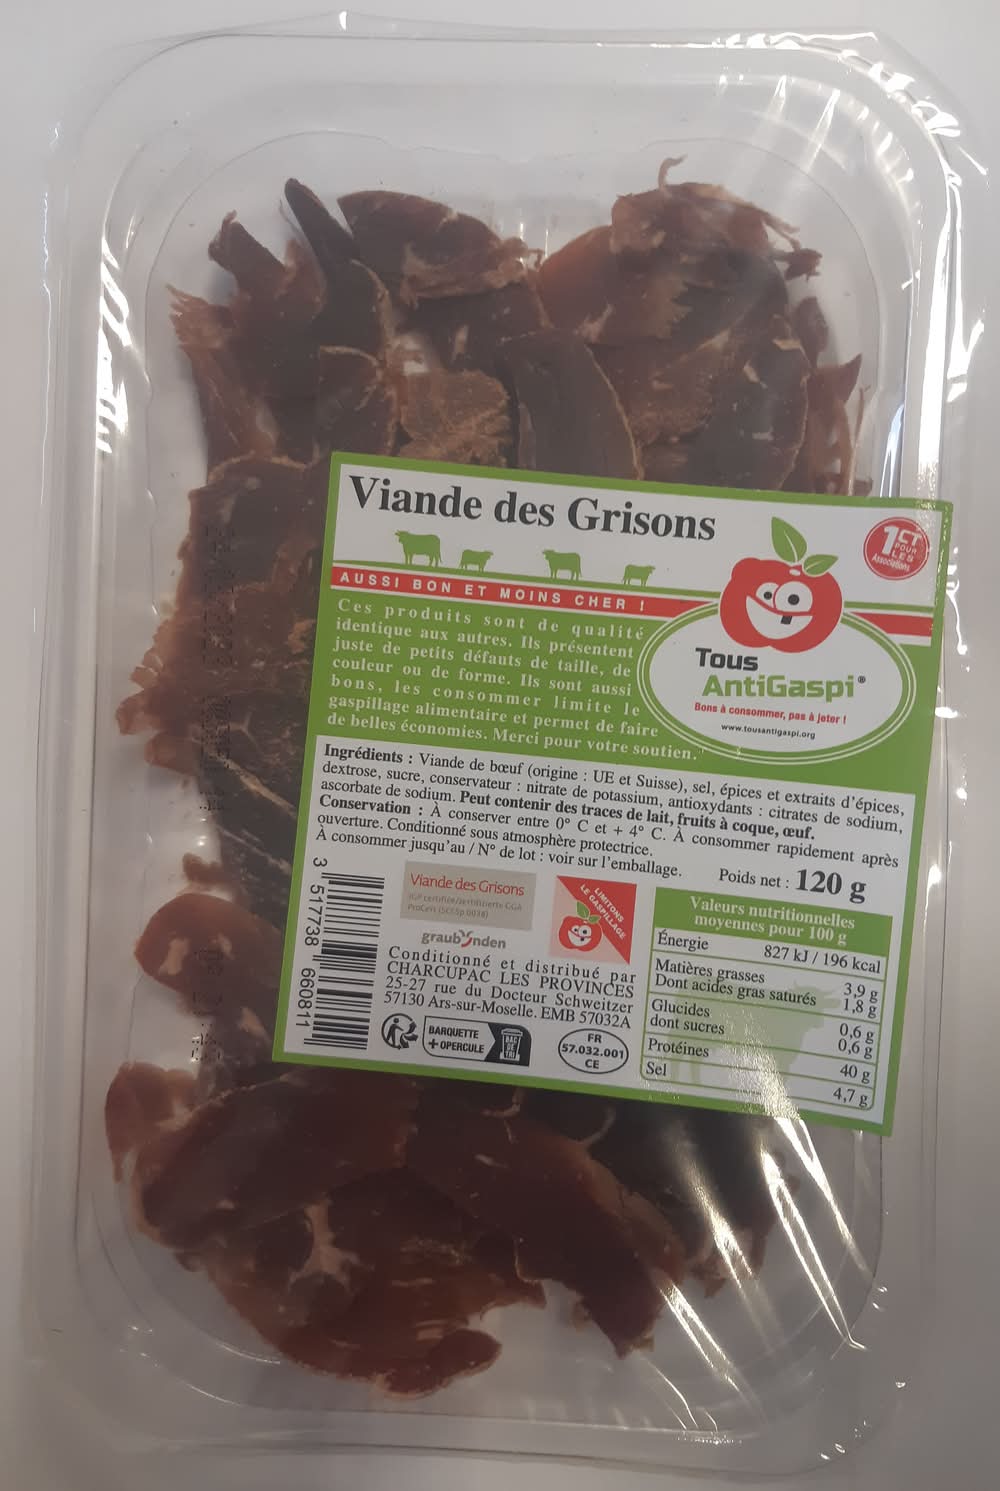 Viande des Grisons
1CT
POUR
LES
Associations
AUSSI BON ET MOINS CHER !
Ces produits sont de qualité
identique aux autres. Ils présentent
juste de petits défauts de taille, de
couleur ou de forme. Ils sont aussi
bons, les consommer limite le
gaspillage alimentaire et permet de faire
de belles économies. Merci pour votre soutien."
Tous
AntiGaspi®
Bons à consommer, pas à jeter !
www.tousantigaspi.org
Ingrédients : Viande de bœuf (origine : UE et Suisse), sel, épices et extraits d'épices,
dextrose, sucre, conservateur : nitrate de potassium, antioxydants : citrates de sodium,
ascorbate de sodium. Peut contenir des traces de lait, fruits à coque, œuf.
Conservation : À conserver entre 0° C et + 4° C. À consommer rapidement après
ouverture. Conditionné sous atmosphère protectrice.
À consommer jusqu'au / N° de lot : voir sur l'emballage.
Poids net : 120 g
3 517738 660811
Viande des Grisons
IGP certifiée/zertifizierte GGA
ProCert (SCESp 0038)
graubünden
LIMITONS
LE GASPILLAGE
Conditionné et distribué par
CHARCUPAC LES PROVINCES
25-27 rue du Docteur Schweitzer
57130 Ars-sur-Moselle. EMB 57032A
BARQUETTE
+ OPERCULE
BAC
DE
TRI
FR
57.032.001
CE
Valeurs nutritionnelles
moyennes pour 100 g
Énergie 827 kJ / 196 kcal
Matières grasses 3,9 g
Dont acides gras saturés 1,8 g
Glucides 0,6 g
dont sucres 0,6 g
Protéines 40 g
Sel 4,7 g